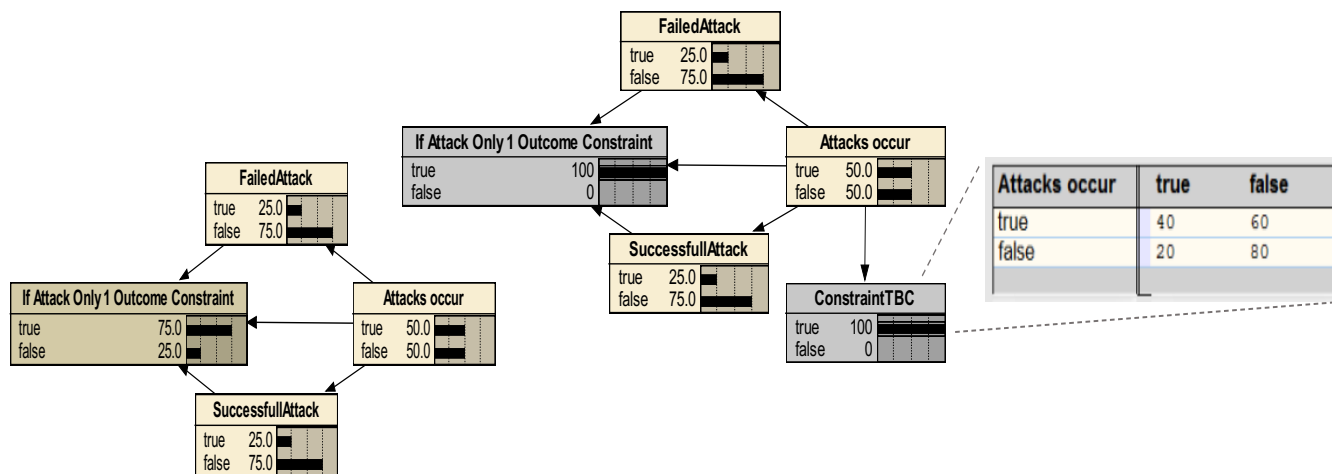 FailedAttack
true 25.0
false 75.0
If Attack Only 1 Outcome Constraint
true 100
false 0
Attacks occur
true 50.0
false 50.0
SuccessfullAttack
true 25.0
false 75.0
ConstraintTBC
true 100
false 0
Attacks occur true false
true 40 60
false 20 80
FailedAttack
true 25.0
false 75.0
If Attack Only 1 Outcome Constraint
true 75.0
false 25.0
Attacks occur
true 50.0
false 50.0
SuccessfullAttack
true 25.0
false 75.0